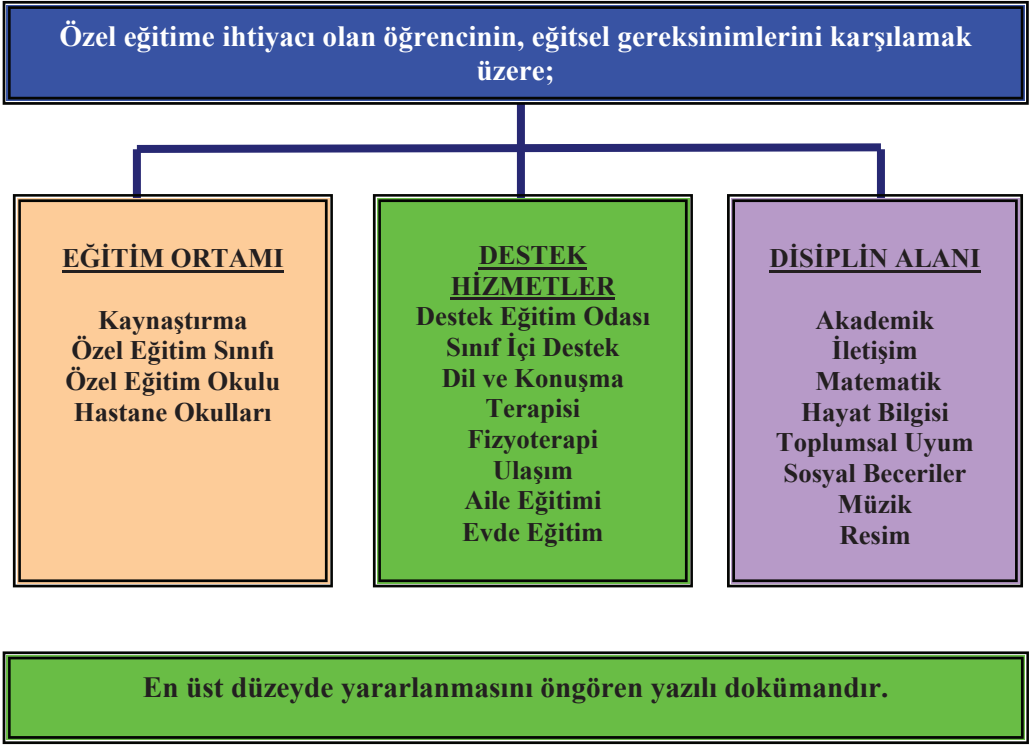 Özel eğitime ihtiyacı olan öğrencinin, eğitsel gereksinimlerini karşılamak
üzere;
EĞİTİM ORTAMI
Kaynaştırma
Özel Eğitim Sınıfı
Özel Eğitim Okulu
Hastane Okulları
DESTEK
HİZMETLER
Destek Eğitim Odası
Sınıf İçi Destek
Dil ve Konuşma
Terapisi
Fizyoterapi
Ulaşım
Aile Eğitimi
Evde Eğitim
DİSİPLİN ALANI
Akademik
İletişim
Matematik
Hayat Bilgisi
Toplumsal Uyum
Sosyal Beceriler
Müzik
Resim
En üst düzeyde yararlanmasını öngören yazılı dokümandır.